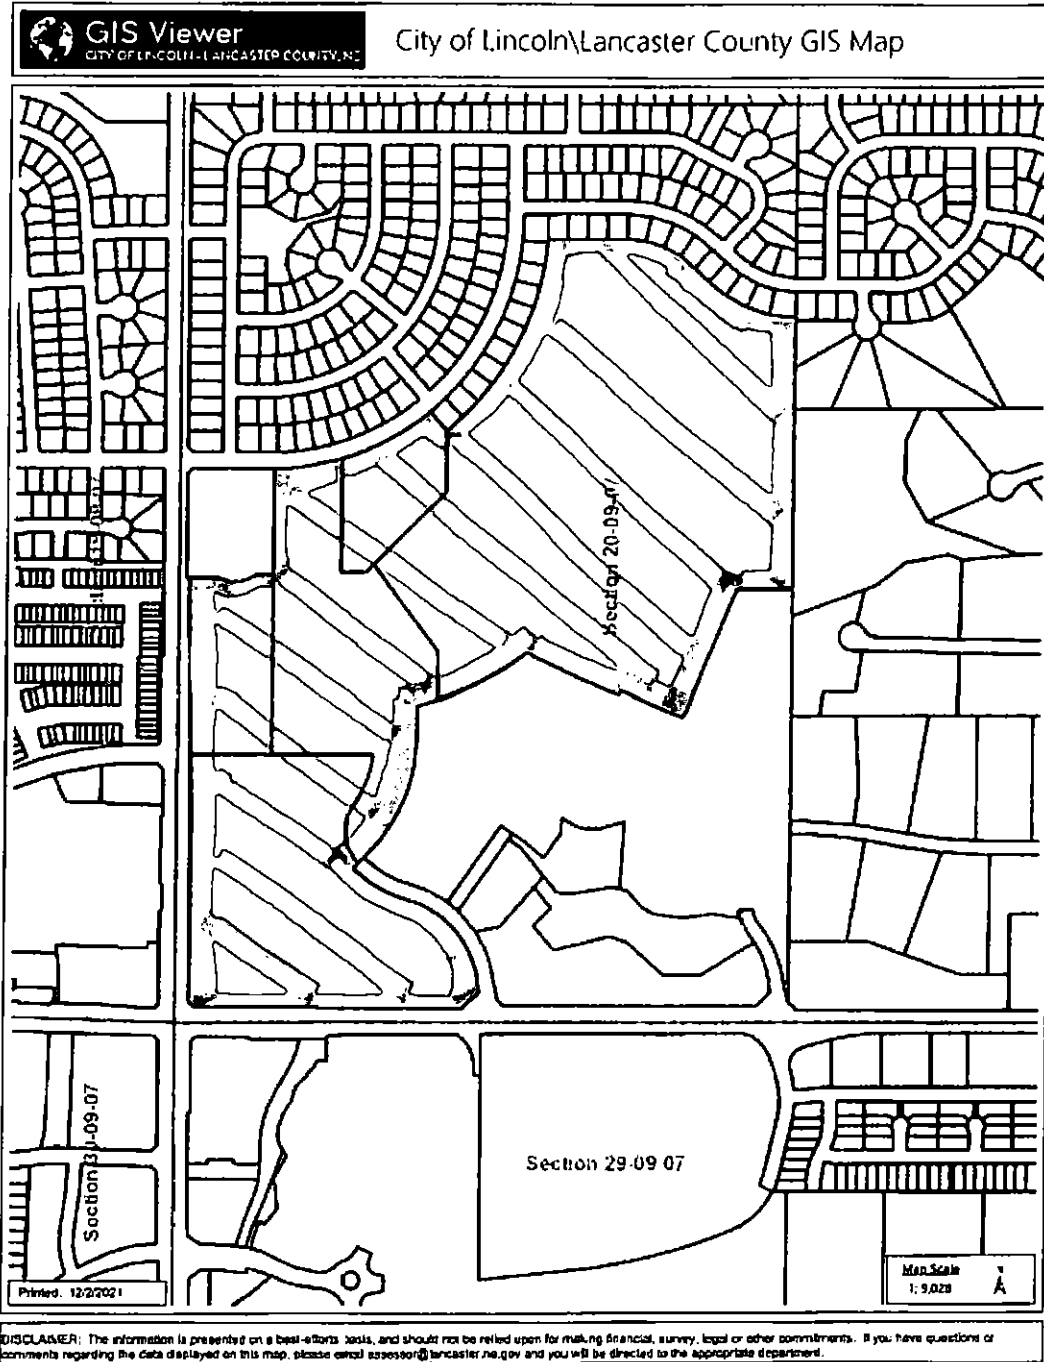 GIS Viewer
CITY OF LINCOLN - LANCASTER COUNTY, NE
City of Lincoln\Lancaster County GIS Map
Section 20-09-07
Section 30-09-07
Section 29-09 07
Printed: 12/2/2021
Map Scale
1: 9,028
DISCLAIMER: The information is presented on a best-efforts basis, and should not be relied upon for making financial, survey, legal or other commitments. If you have questions or
comments regarding the data displayed on this map, please email assessor@lancaster.ne.gov and you will be directed to the appropriate department.